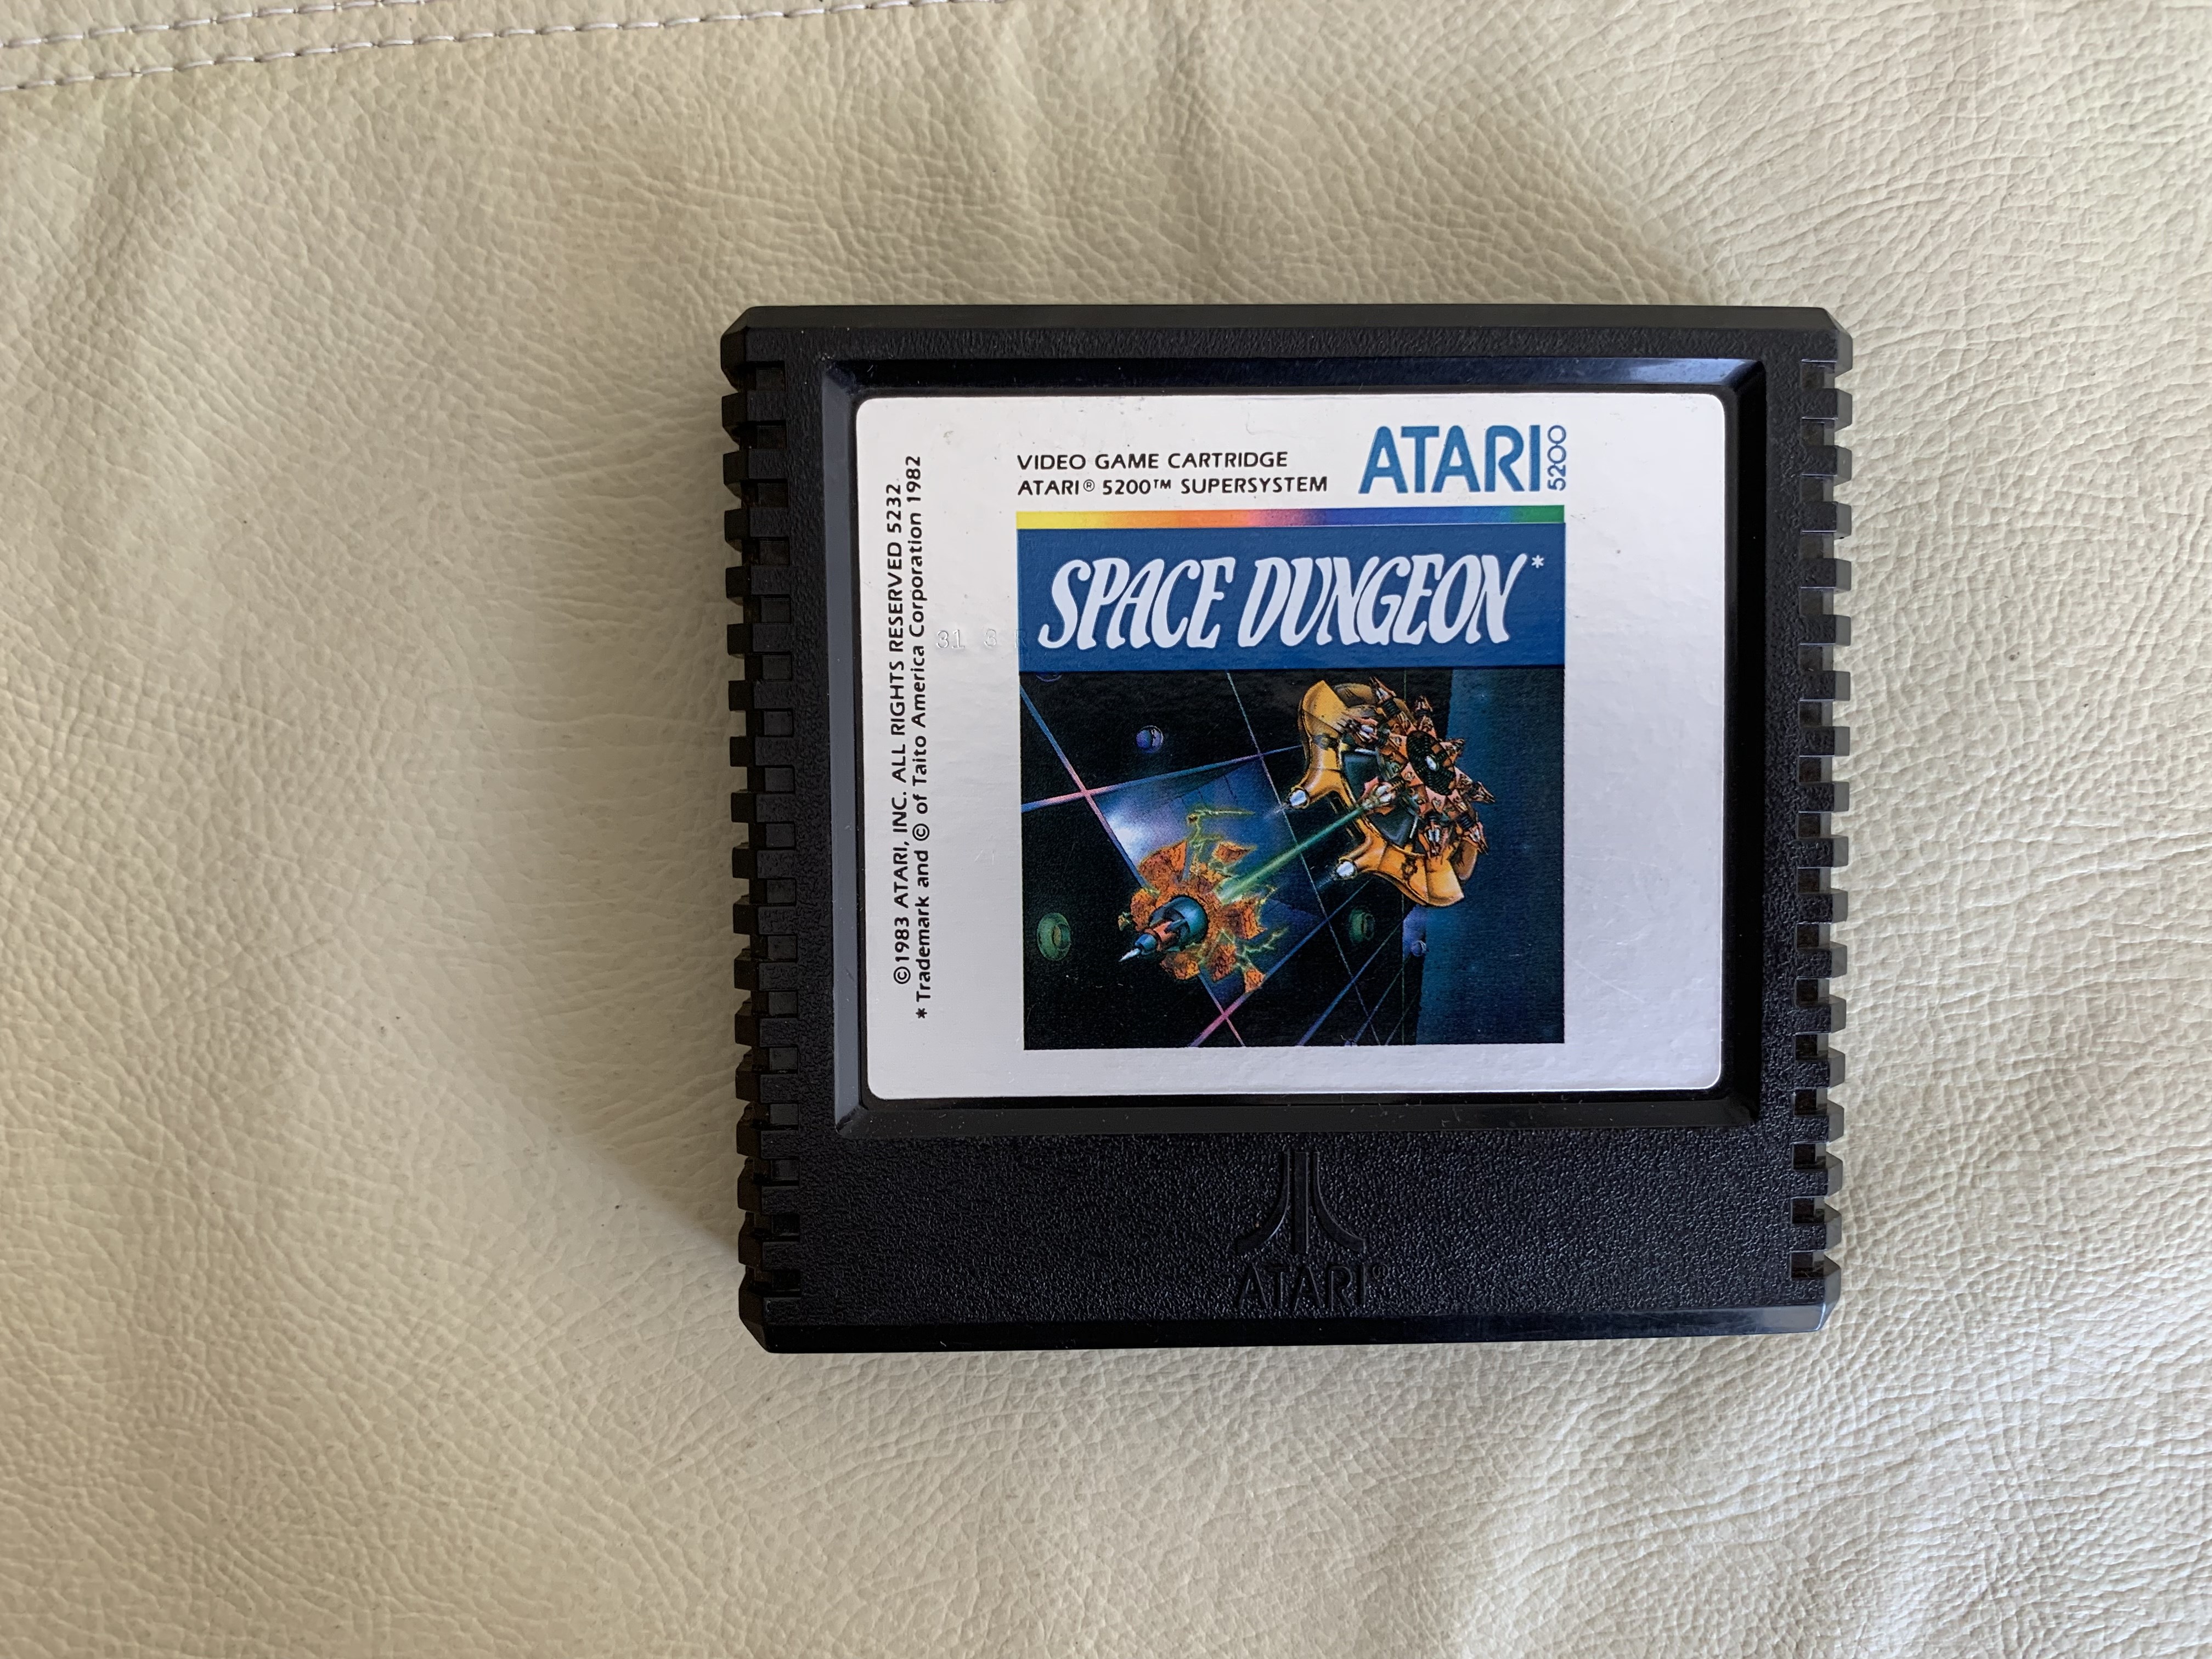 VIDEO GAME CARTRIDGE
ATARI® 5200™ SUPERSYSTEM
ATARI 5200
SPACE DUNGEON*
©1983 ATARI, INC. ALL RIGHTS RESERVED 5232
* Trademark and © of Taito America Corporation 1982
ATARI®